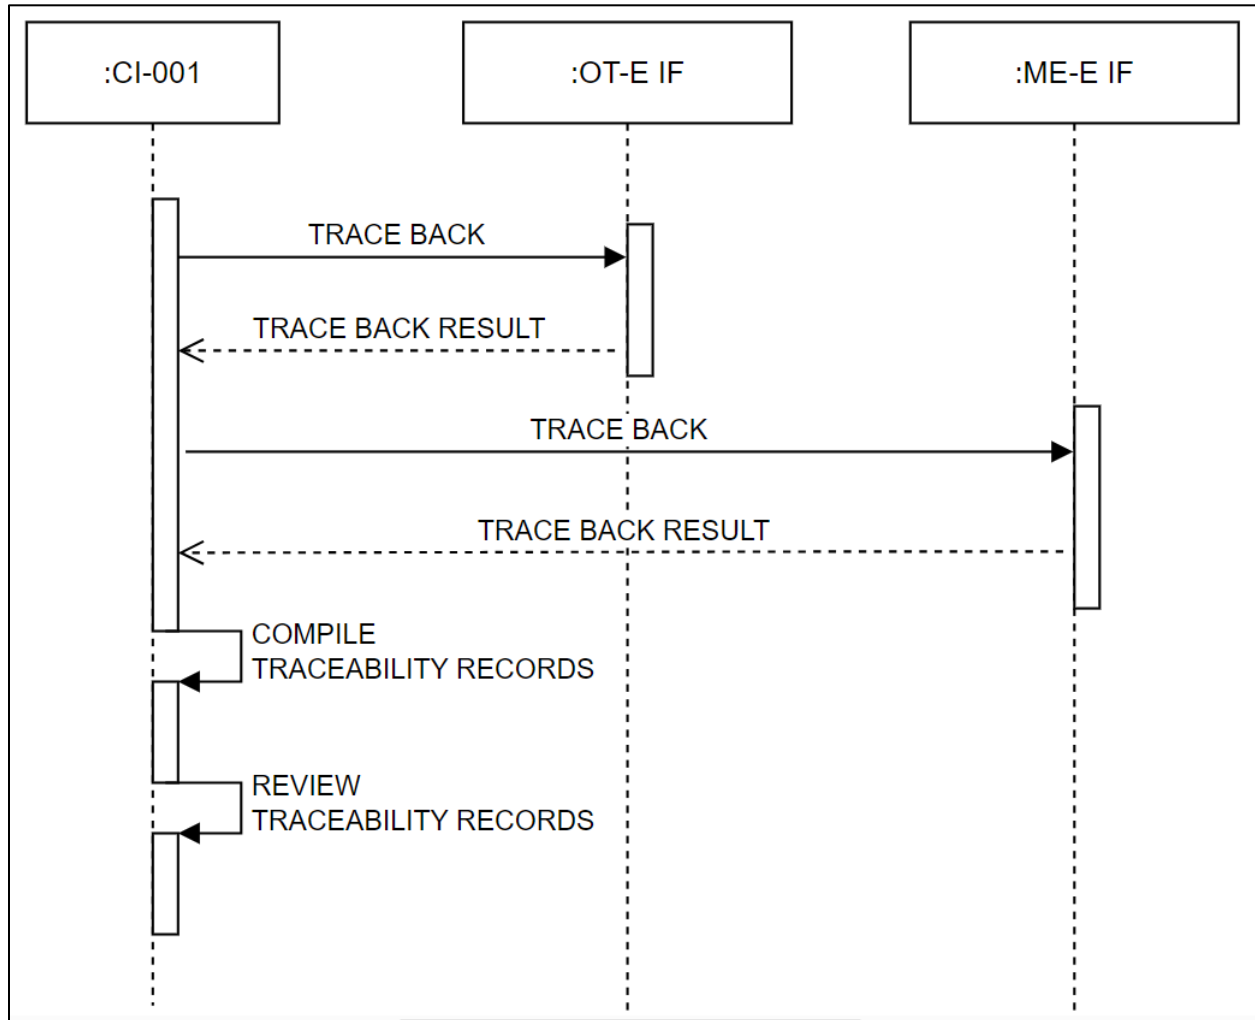 :CI-001
:OT-E IF
:ME-E IF
TRACE BACK
TRACE BACK RESULT
TRACE BACK
TRACE BACK RESULT
COMPILE
TRACEABILITY RECORDS
REVIEW
TRACEABILITY RECORDS